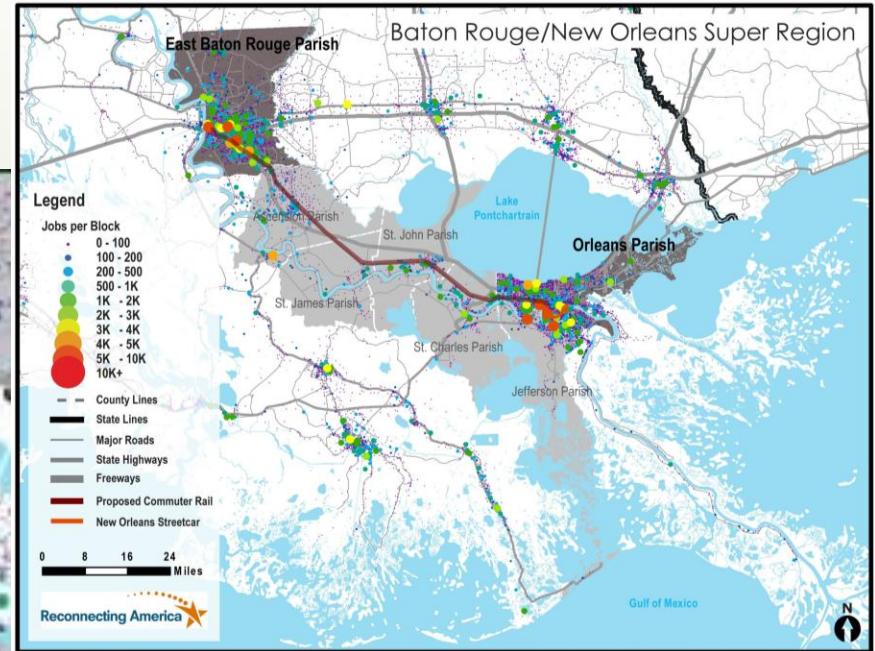 Baton Rouge/New Orleans Super Region
East Baton Rouge Parish
Ascension Parish
St. John Parish
Lake
Pontchartrain
Orleans Parish
St. James Parish
St. Charles Parish
Jefferson Parish
Gulf of Mexico
N
Legend
Jobs per Block
0 - 100
100 - 200
200 - 500
500 - 1K
1K - 2K
2K - 3K
3K - 4K
4K - 5K
5K - 10K
10K+
County Lines
State Lines
Major Roads
State Highways
Freeways
Proposed Commuter Rail
New Orleans Streetcar
0 8 16 24
Miles
Reconnecting America